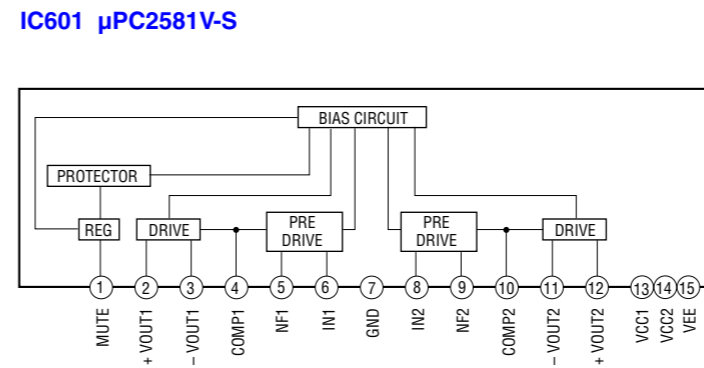 IC601 µPC2581V-S
BIAS CIRCUIT
PROTECTOR
REG
DRIVE
PRE
DRIVE
PRE
DRIVE
DRIVE
1
2
3
4
5
6
7
8
9
10
11
12
13
14
15
MUTE
+ VOUT1
– VOUT1
COMP1
NF1
IN1
GND
IN2
NF2
COMP2
– VOUT2
+ VOUT2
VCC1
VCC2
VEE